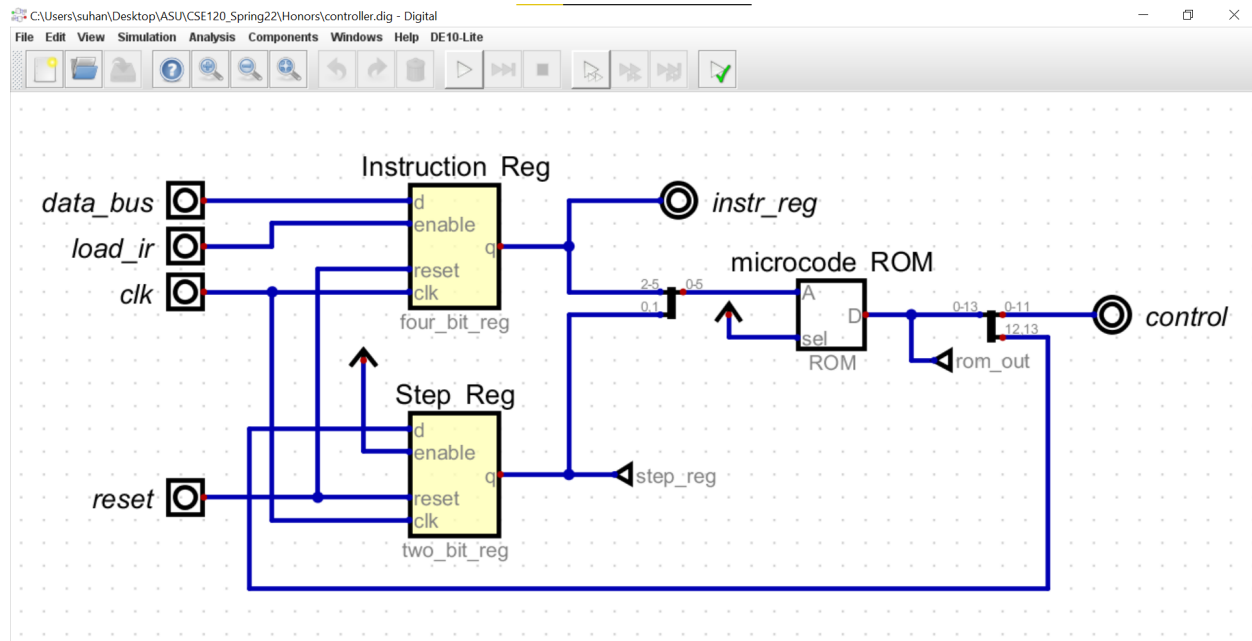 C:\Users\suhan\Desktop\ASU\CSE120_Spring22\Honors\controller.dig - Digital
File Edit View Simulation Analysis Components Windows Help DE10-Lite
Instruction Reg
data_bus
d
instr_reg
enable
load_ir
q
microcode ROM
reset
2-5
0-5
clk
clk
0,1
A
0-13
0-11
four_bit_reg
D
control
12,13
sel
ROM
rom_out
Step Reg
d
enable
q
step_reg
reset
reset
clk
two_bit_reg